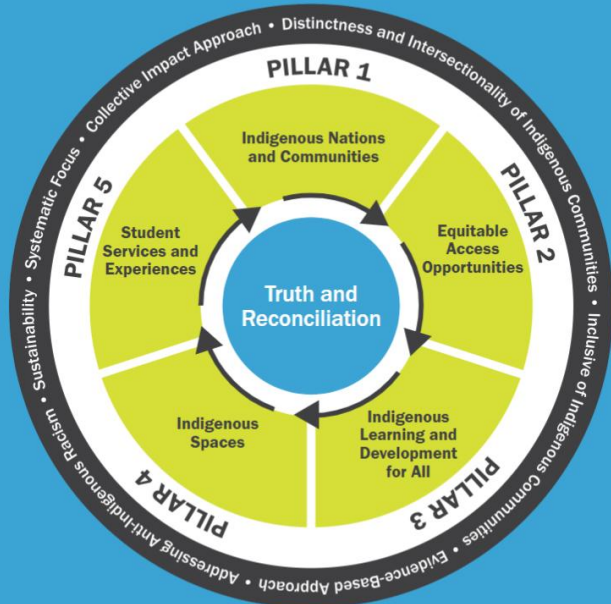 Systematic Focus • Collective Impact Approach • Distinctness and Intersectionality of Indigenous Communities • Inclusive of Indigenous Communities • Evidence-Based Approach • Addressing Anti-Indigenous Racism • Sustainability •
PILLAR 1
Indigenous Nations
and Communities
PILLAR 2
Equitable
Access
Opportunities
PILLAR 3
Indigenous
Learning and
Development
for All
PILLAR 4
Indigenous
Spaces
PILLAR 5
Student
Services and
Experiences
Truth and
Reconciliation